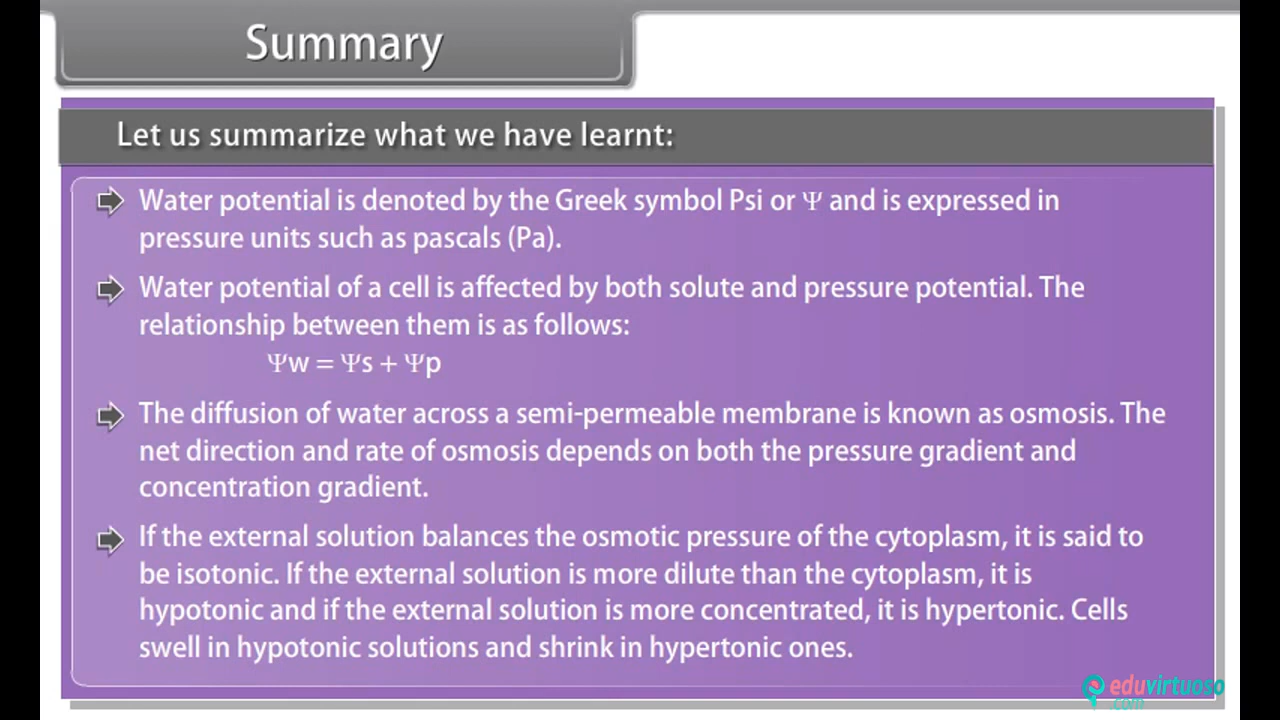 Summary
Let us summarize what we have learnt:
Water potential is denoted by the Greek symbol Psi or Ψ and is expressed in
pressure units such as pascals (Pa).
Water potential of a cell is affected by both solute and pressure potential. The
relationship between them is as follows:
Ψw = Ψs + Ψp
The diffusion of water across a semi-permeable membrane is known as osmosis. The
net direction and rate of osmosis depends on both the pressure gradient and
concentration gradient.
If the external solution balances the osmotic pressure of the cytoplasm, it is said to
be isotonic. If the external solution is more dilute than the cytoplasm, it is
hypotonic and if the external solution is more concentrated, it is hypertonic. Cells
swell in hypotonic solutions and shrink in hypertonic ones.
eduvirtuoso
.com